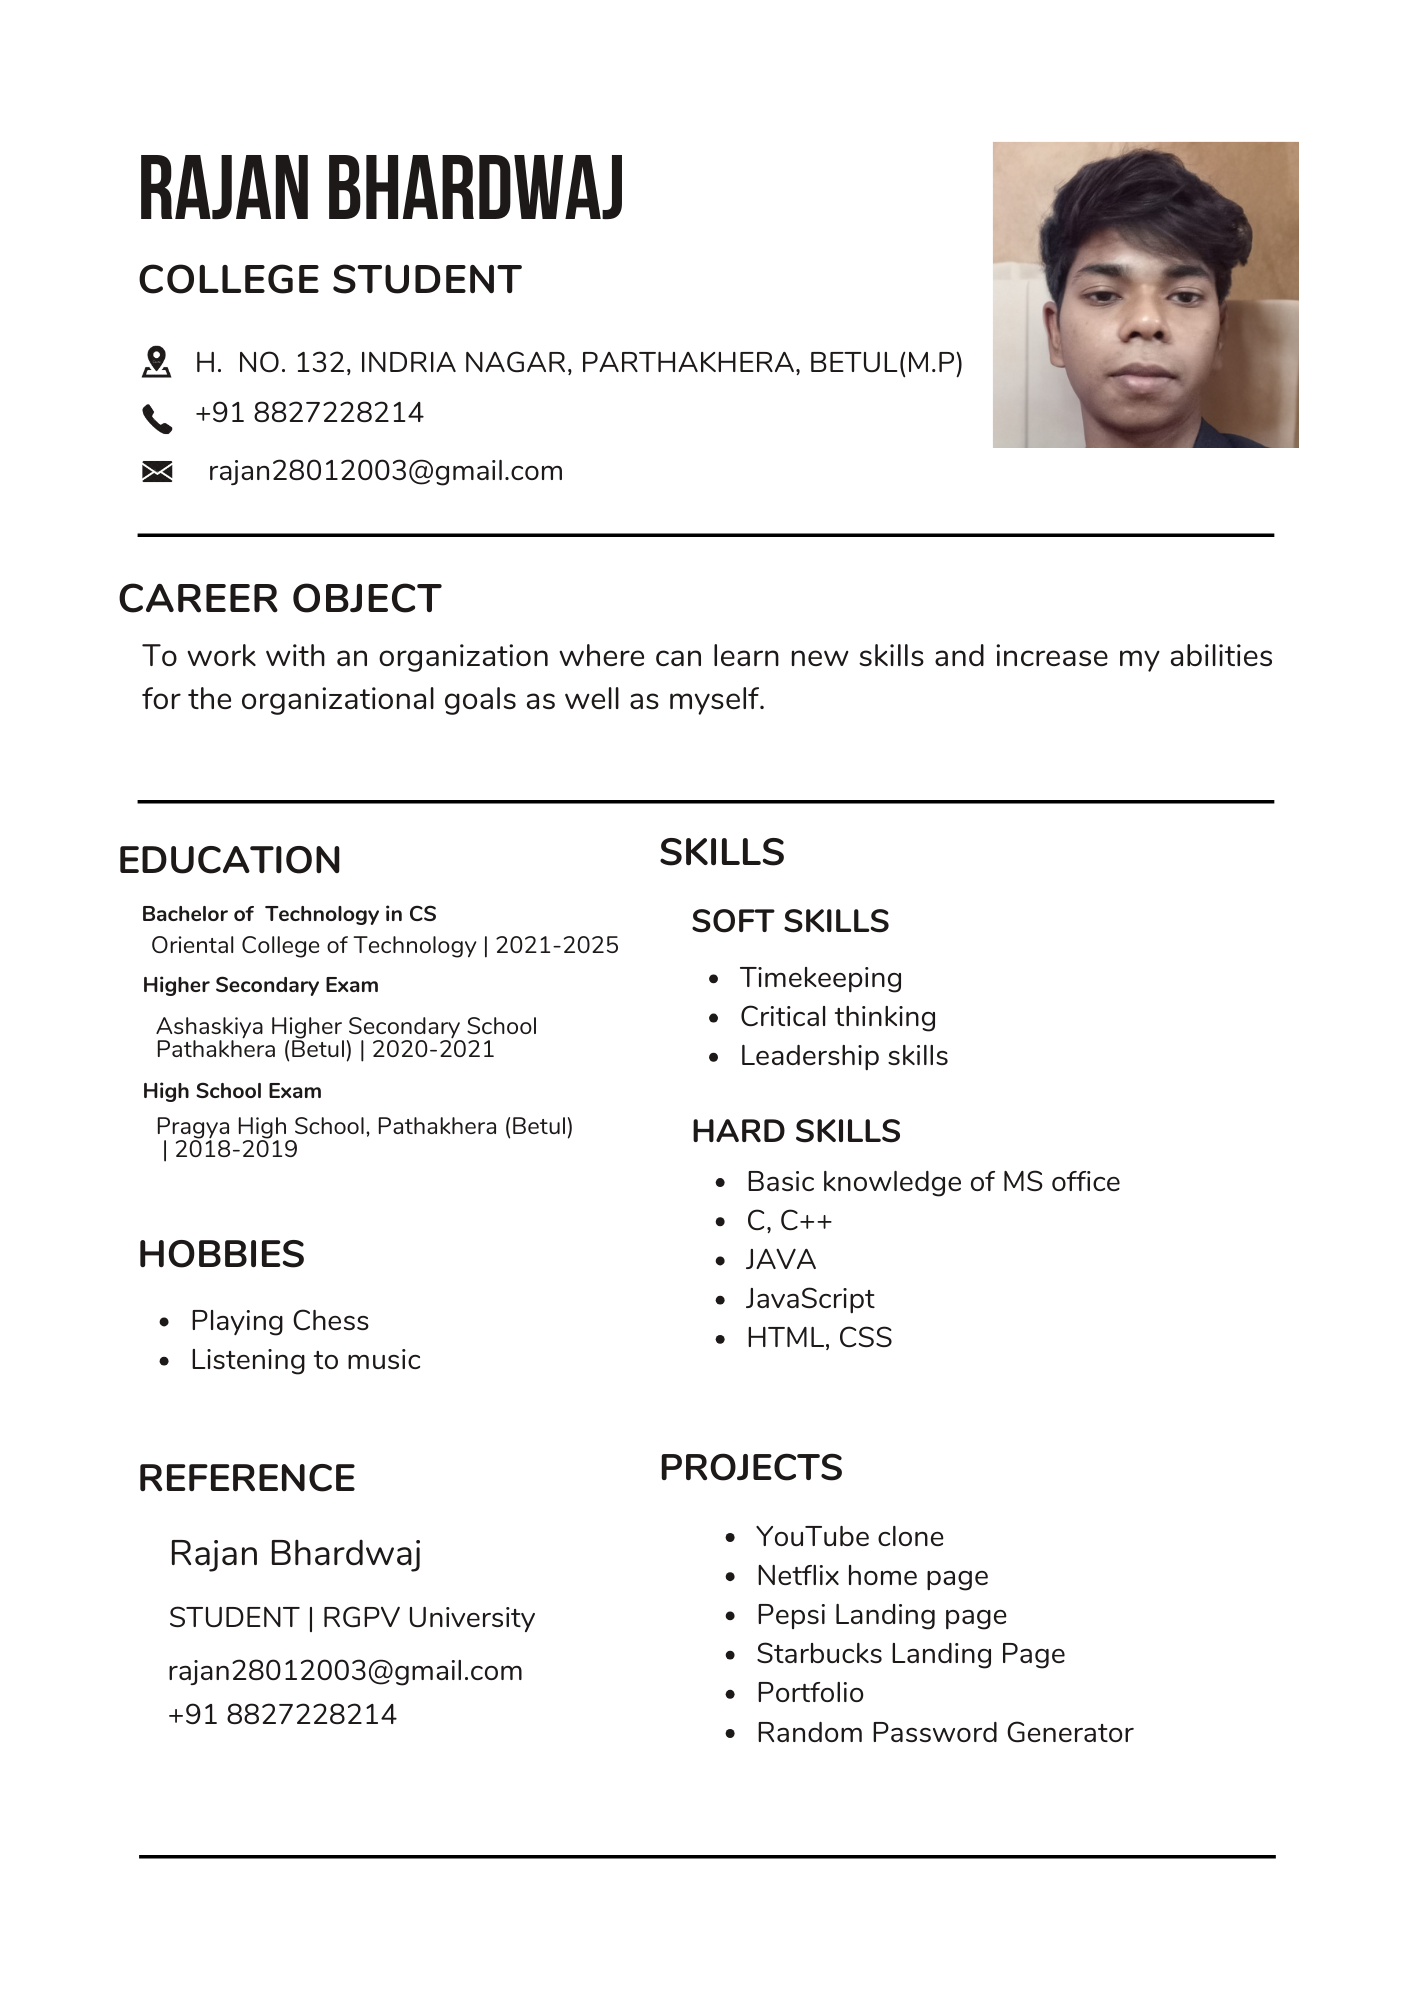 RAJAN BHARDWAJ
COLLEGE STUDENT
H. NO. 132, INDRIA NAGAR, PARTHAKHERA, BETUL(M.P)
+91 8827228214
rajan28012003@gmail.com
CAREER OBJECT
To work with an organization where can learn new skills and increase my abilities
for the organizational goals as well as myself.
EDUCATION
Bachelor of Technology in CS
Oriental College of Technology | 2021-2025
Higher Secondary Exam
Ashaskiya Higher Secondary School
Pathakhera (Betul) | 2020-2021
High School Exam
Pragya High School, Pathakhera (Betul)
| 2018-2019
HOBBIES
• Playing Chess
• Listening to music
REFERENCE
Rajan Bhardwaj
STUDENT | RGPV University
rajan28012003@gmail.com
+91 8827228214
SKILLS
SOFT SKILLS
• Timekeeping
• Critical thinking
• Leadership skills
HARD SKILLS
• Basic knowledge of MS office
• C, C++
• JAVA
• JavaScript
• HTML, CSS
PROJECTS
• YouTube clone
• Netflix home page
• Pepsi Landing page
• Starbucks Landing Page
• Portfolio
• Random Password Generator